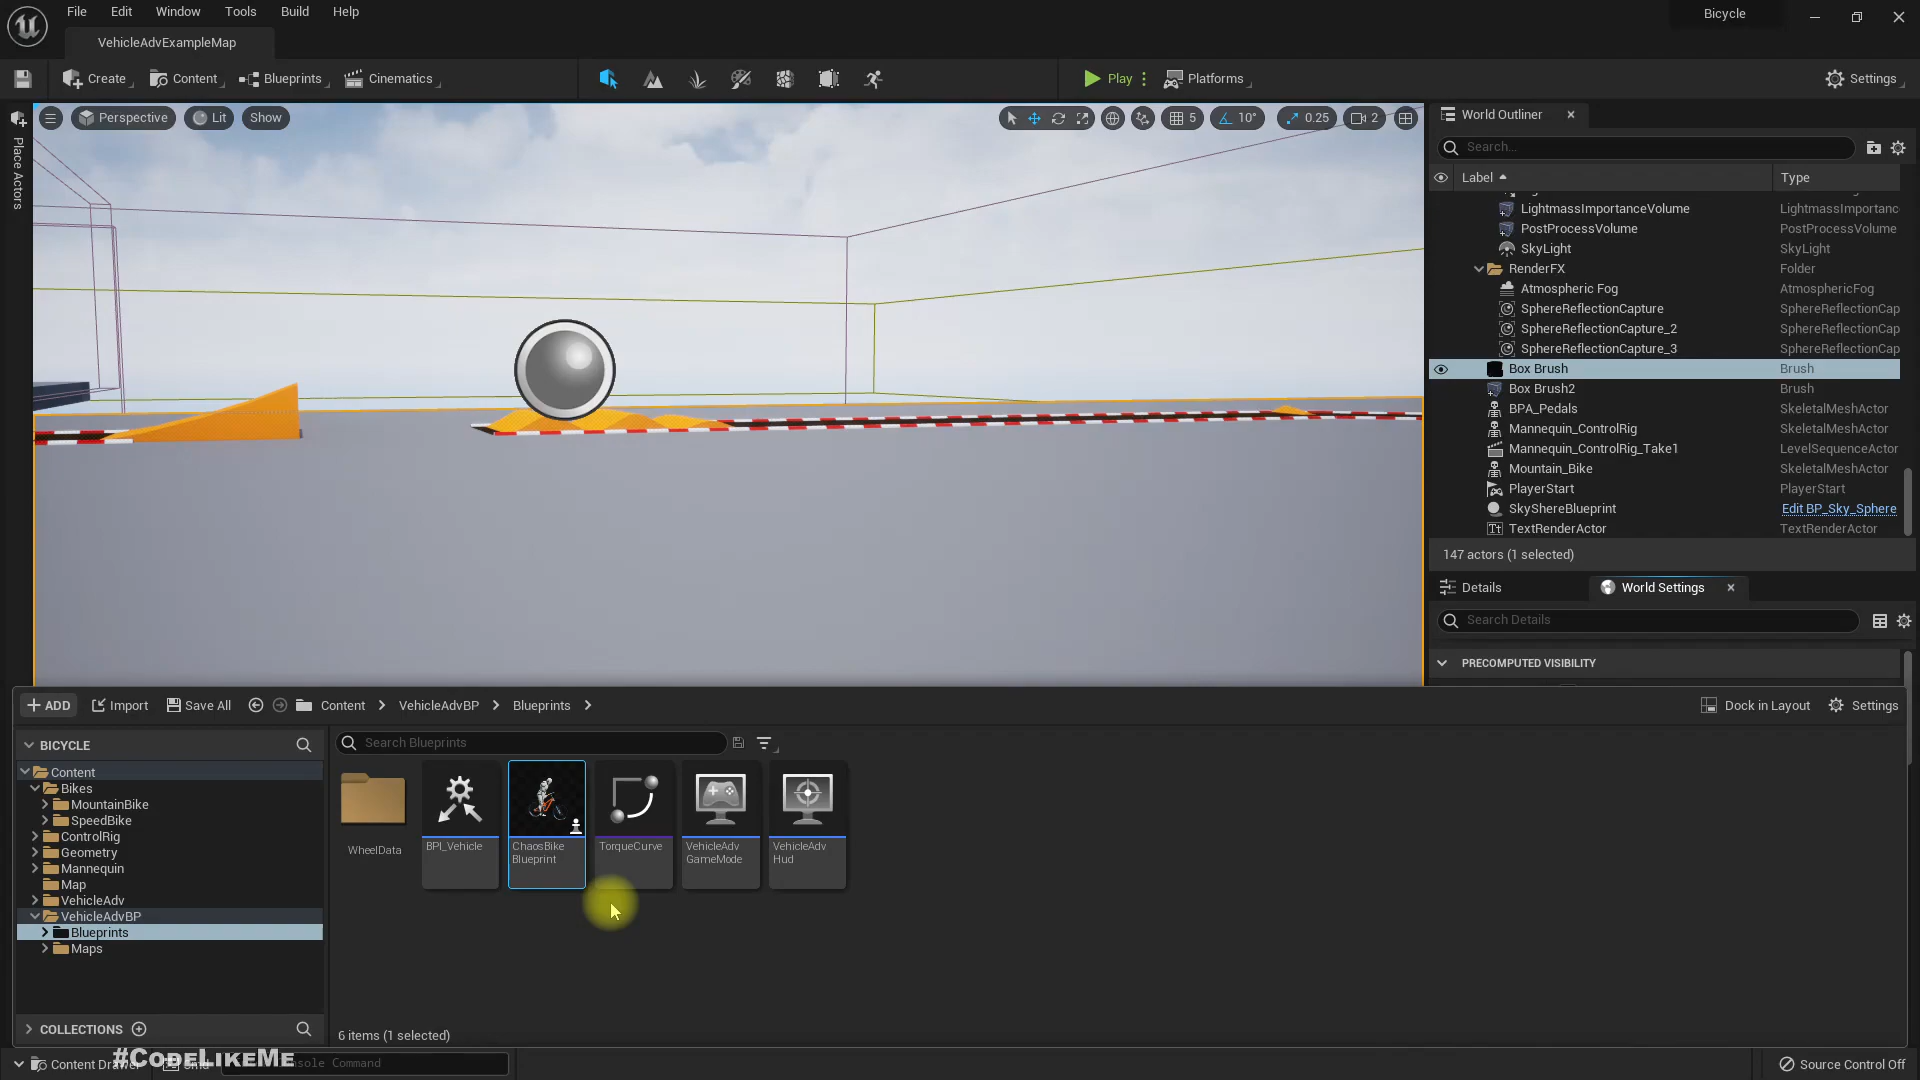 File Edit Window Tools Build Help
Bicycle
VehicleAdvExampleMap
Create Content Blueprints Cinematics Play Platforms Settings
Place Actors
Perspective Lit Show 5 10° 0.25 2
World Outliner
Search...
Label Type
LightmassImportanceVolume LightmassImportanc
PostProcessVolume PostProcessVolume
SkyLight SkyLight
RenderFX Folder
Atmospheric Fog AtmosphericFog
SphereReflectionCapture SphereReflectionCap
SphereReflectionCapture_2 SphereReflectionCap
SphereReflectionCapture_3 SphereReflectionCap
Box Brush Brush
Box Brush2 Brush
BPA_Pedals SkeletalMeshActor
Mannequin_ControlRig SkeletalMeshActor
Mannequin_ControlRig_Take1 LevelSequenceActor
Mountain_Bike SkeletalMeshActor
PlayerStart PlayerStart
SkyShereBlueprint Edit BP_Sky_Sphere
Tt TextRenderActor TextRenderActor
147 actors (1 selected)
Details World Settings
Search Details
PRECOMPUTED VISIBILITY
ADD Import Save All Content VehicleAdvBP Blueprints Dock in Layout Settings
BICYCLE
Search Blueprints
Content
Bikes
MountainBike
SpeedBike
ControlRig
Geometry
Mannequin
Map
VehicleAdv
VehicleAdvBP
Blueprints
Maps
WheelData
BPI_Vehicle
ChaosBike
Blueprint
TorqueCurve
VehicleAdv
GameMode
VehicleAdv
Hud
COLLECTIONS
6 items (1 selected)
#CodeLikeMe
Content Command
Source Control Off